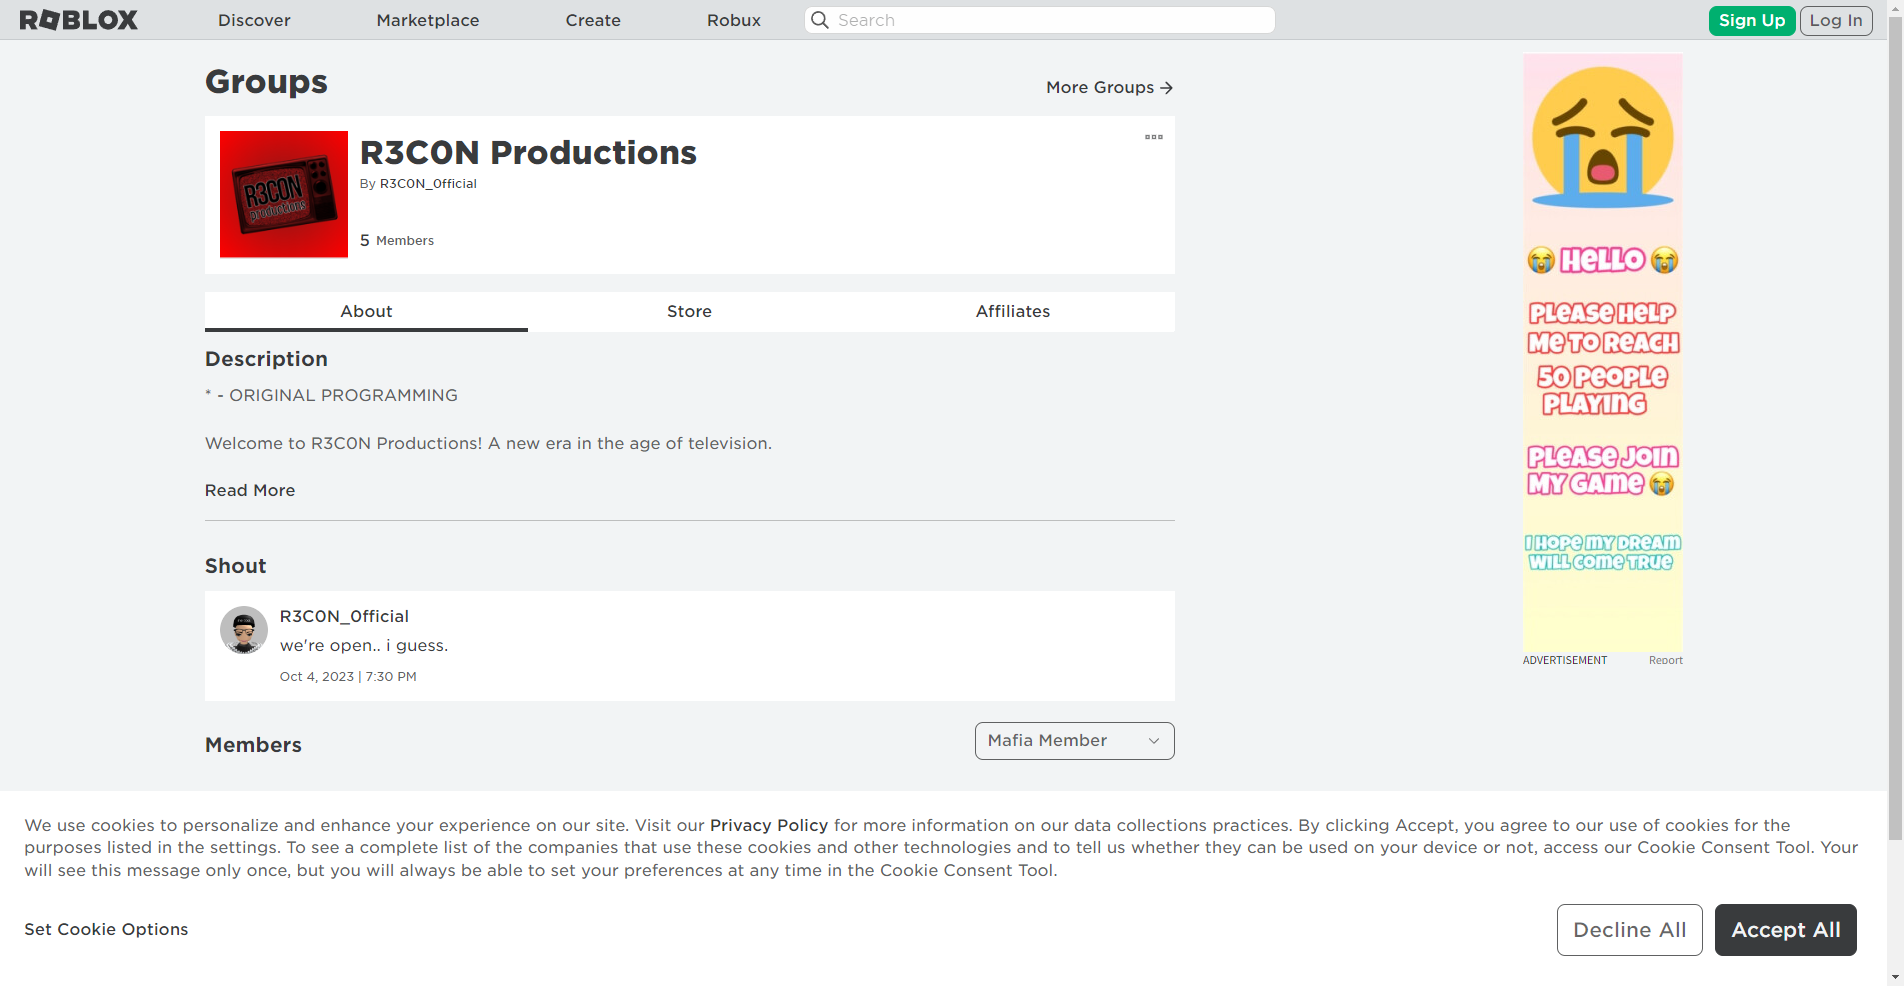 ROBLOX
Discover
Marketplace
Create
Robux
Search
Sign Up
Log In
Groups
More Groups
R3CON
productions
R3C0N Productions
By R3C0N_0fficial
5 Members
About
Store
Affiliates
Description
* - ORIGINAL PROGRAMMING
Welcome to R3C0N Productions! A new era in the age of television.
Read More
Shout
R3C0N_0fficial
we're open.. i guess.
Oct 4, 2023 | 7:30 PM
Members
Mafia Member
HELLO
PLEASE HELP
ME TO REACH
50 PEOPLE
PLAYING
PLEASE JOIN
MY GAME
I HOPE MY DREAM
WILL COME TRUE
ADVERTISEMENT
Report
We use cookies to personalize and enhance your experience on our site. Visit our Privacy Policy for more information on our data collections practices. By clicking Accept, you agree to our use of cookies for the
purposes listed in the settings. To see a complete list of the companies that use these cookies and other technologies and to tell us whether they can be used on your device or not, access our Cookie Consent Tool. Your
will see this message only once, but you will always be able to set your preferences at any time in the Cookie Consent Tool.
Set Cookie Options
Decline All
Accept All